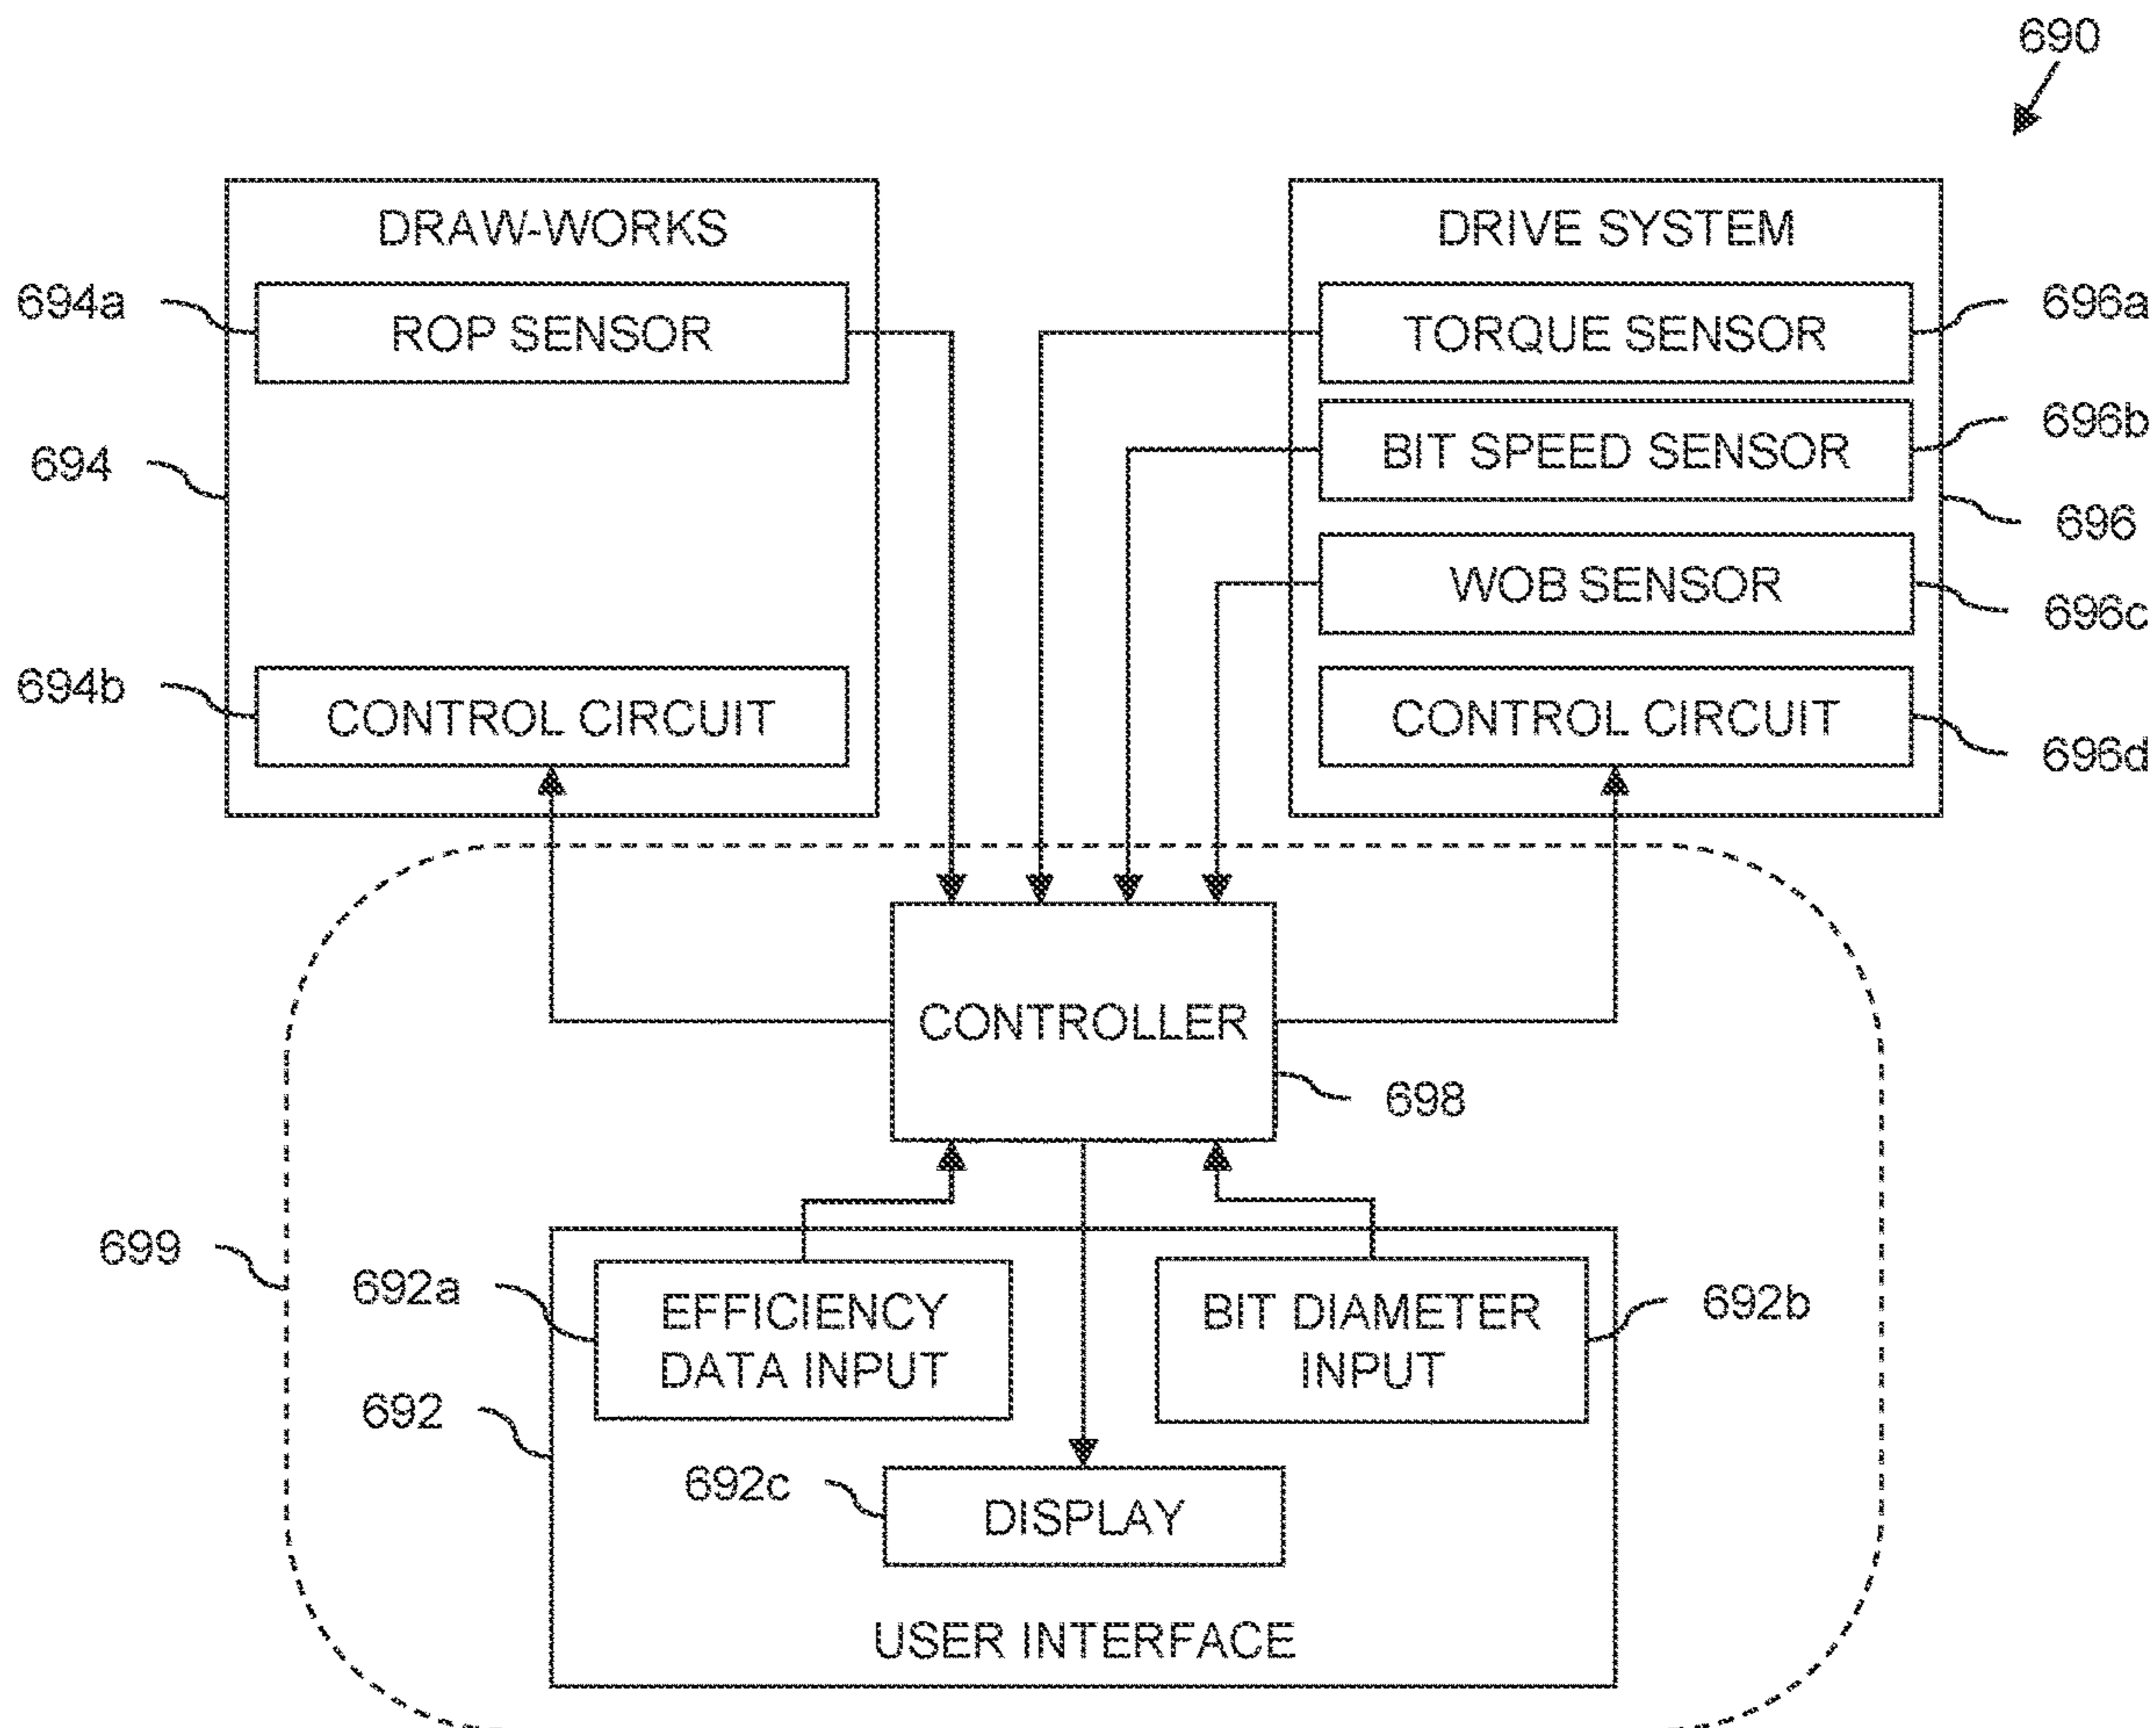 690
DRAW-WORKS
DRIVE SYSTEM
694a
ROP SENSOR
TORQUE SENSOR
696a
694
BIT SPEED SENSOR
696b
696
WOB SENSOR
696c
694b
CONTROL CIRCUIT
CONTROL CIRCUIT
696d
CONTROLLER
698
699
692a
EFFICIENCY
DATA INPUT
BIT DIAMETER
INPUT
692b
692
692c
DISPLAY
USER INTERFACE